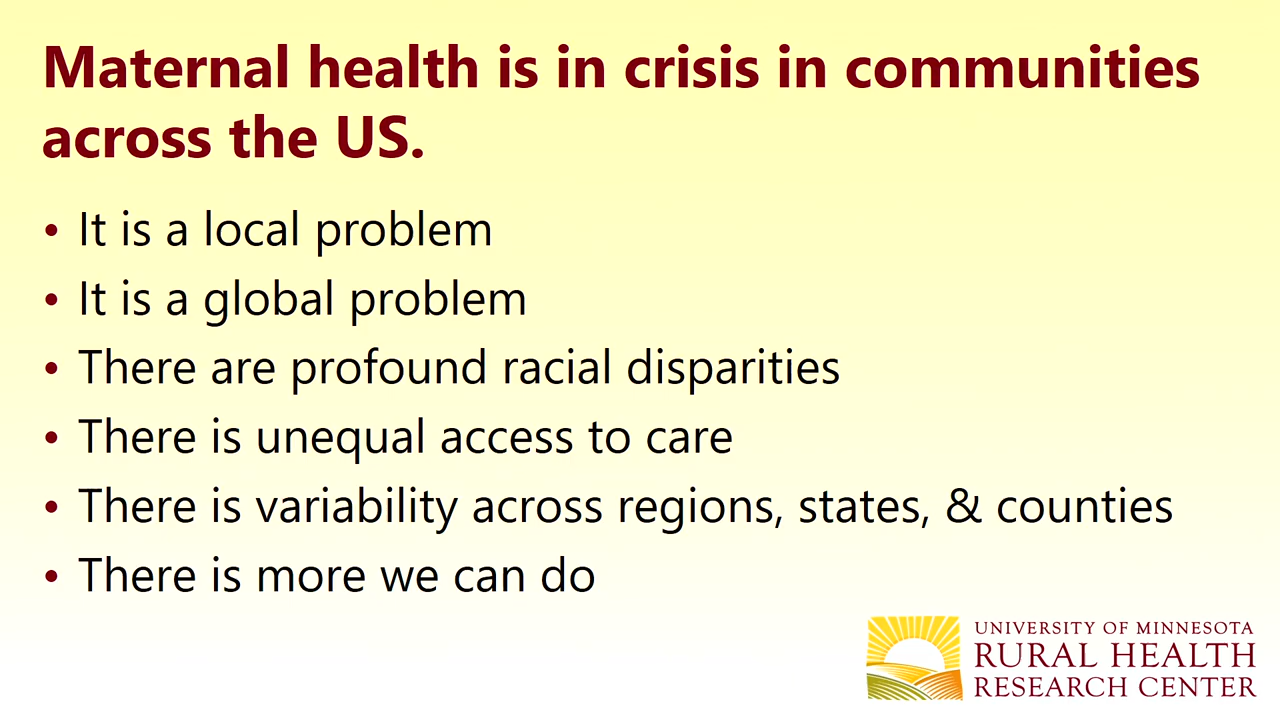 Maternal health is in crisis in communities
across the US.
• It is a local problem
• It is a global problem
• There are profound racial disparities
• There is unequal access to care
• There is variability across regions, states, & counties
• There is more we can do
UNIVERSITY OF MINNESOTA
RURAL HEALTH
RESEARCH CENTER